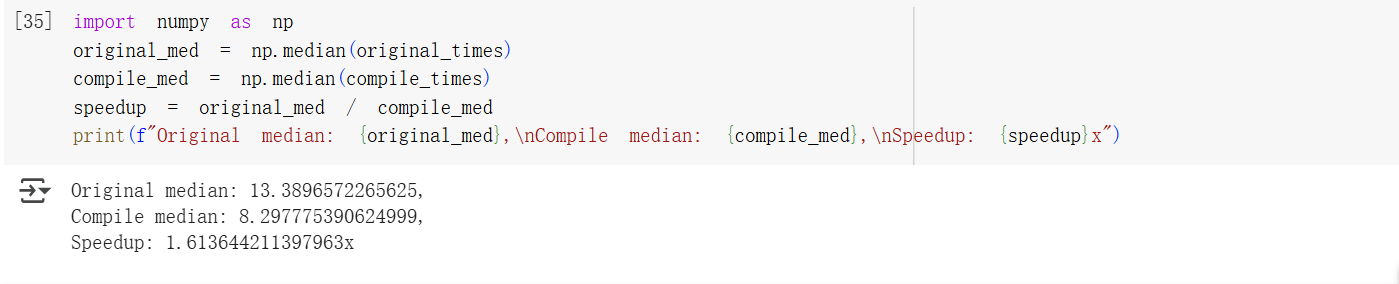 [35] import numpy as np
original_med = np.median(original_times)
compile_med = np.median(compile_times)
speedup = original_med / compile_med
print(f"Original median: {original_med},\nCompile median: {compile_med},\nSpeedup: {speedup}x")
Original median: 13.3896572265625,
Compile median: 8.297775390624999,
Speedup: 1.613644211397963x